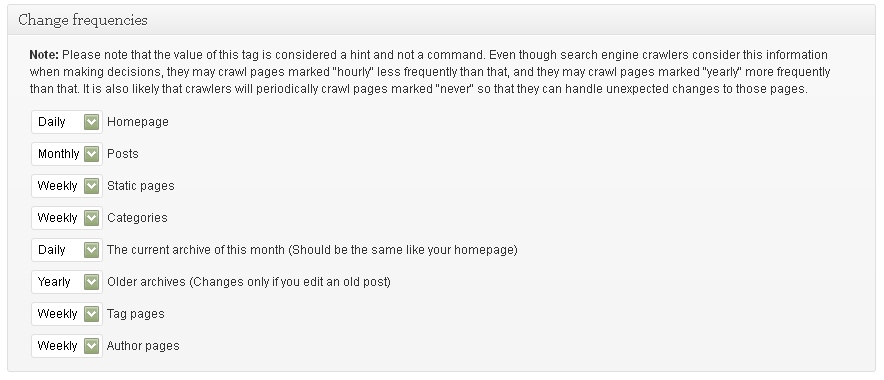 Change frequencies
Note: Please note that the value of this tag is considered a hint and not a command. Even though search engine crawlers consider this information
when making decisions, they may crawl pages marked "hourly" less frequently than that, and they may crawl pages marked "yearly" more frequently
than that. It is also likely that crawlers will periodically crawl pages marked "never" so that they can handle unexpected changes to those pages.
Daily Homepage
Monthly Posts
Weekly Static pages
Weekly Categories
Daily The current archive of this month (Should be the same like your homepage)
Yearly Older archives (Changes only if you edit an old post)
Weekly Tag pages
Weekly Author pages